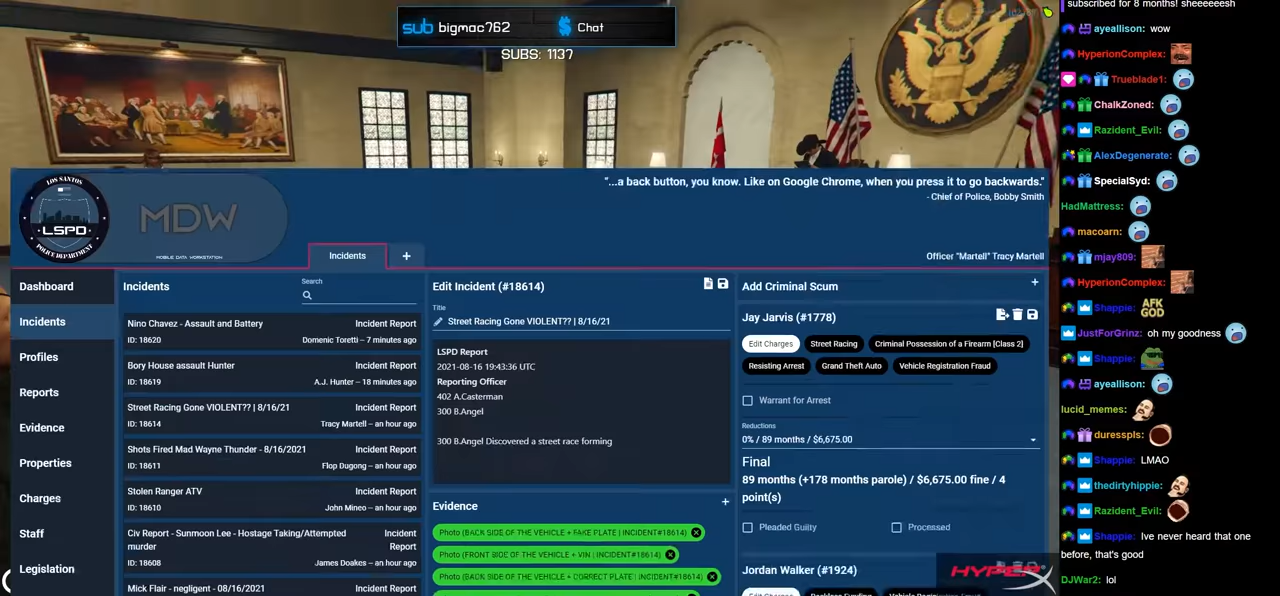 sub bigmac762
Chat
SUBS: 1137
"...a back button, you know. Like on Google Chrome, when you press it to go backwards."
- Chief of Police, Bobby Smith
LOS SANTOS
LSPD
POLICE DEPARTMENT
MDW
MOBILE DATA WORKSTATION
Incidents
+
Officer "Martell" Tracy Martell
Dashboard
Incidents
Profiles
Reports
Evidence
Properties
Charges
Staff
Legislation
Incidents
Search
Nino Chavez - Assault and Battery
Incident Report
ID: 18620
Domenic Toretti – 7 minutes ago
Bory House assault Hunter
Incident Report
ID: 18619
A.J. Hunter – 18 minutes ago
Street Racing Gone VIOLENT?? | 8/16/21
Incident Report
ID: 18614
Tracy Martell – an hour ago
Shots Fired Mad Wayne Thunder - 8/16/2021
Incident Report
ID: 18611
Flop Dugong – an hour ago
Stolen Ranger ATV
Incident Report
ID: 18610
John Mineo – an hour ago
Civ Report - Sunmoon Lee - Hostage Taking/Attempted
murder
Incident
Report
ID: 18608
James Doakes – an hour ago
Mick Flair - negligent - 08/16/2021
Incident Report
Edit Incident (#18614)
Title
Street Racing Gone VIOLENT?? | 8/16/21
LSPD Report
2021-08-16 19:43:36 UTC
Reporting Officer
402 A.Casterman
300 B.Angel
300 B.Angel Discovered a street race forming
Evidence
+
Photo (BACK SIDE OF THE VEHICLE + FAKE PLATE | INCIDENT#18614)
Photo (FRONT SIDE OF THE VEHICLE + VIN | INCIDENT#18614)
Photo (BACK SIDE OF THE VEHICLE + CORRECT PLATE | INCIDENT#18614)
Add Criminal Scum
+
Jay Jarvis (#1778)
Edit Charges
Street Racing
Criminal Possession of a Firearm [Class 2]
Resisting Arrest
Grand Theft Auto
Vehicle Registration Fraud
Warrant for Arrest
Reductions
0% / 89 months / $6,675.00
Final
89 months (+178 months parole) / $6,675.00 fine / 4
point(s)
Pleaded Guilty
Processed
Jordan Walker (#1924)
HYPERX
subscribed for 8 months! sheeeeeesh
ayeallison: wow
HyperionComplex:
Trueblade1:
ChalkZoned:
Razident_Evil:
AlexDegenerate:
SpecialSyd:
HadMattress:
macoarn:
mjay809:
HyperionComplex:
Shappie: AFK GOD
JustForGrinz: oh my goodness
Shappie:
ayeallison:
lucid_memes:
duresspls:
Shappie: LMAO
thedirtyhippie:
Razident_Evil:
Shappie: Ive never heard that one
before, that's good
DJWar2: lol